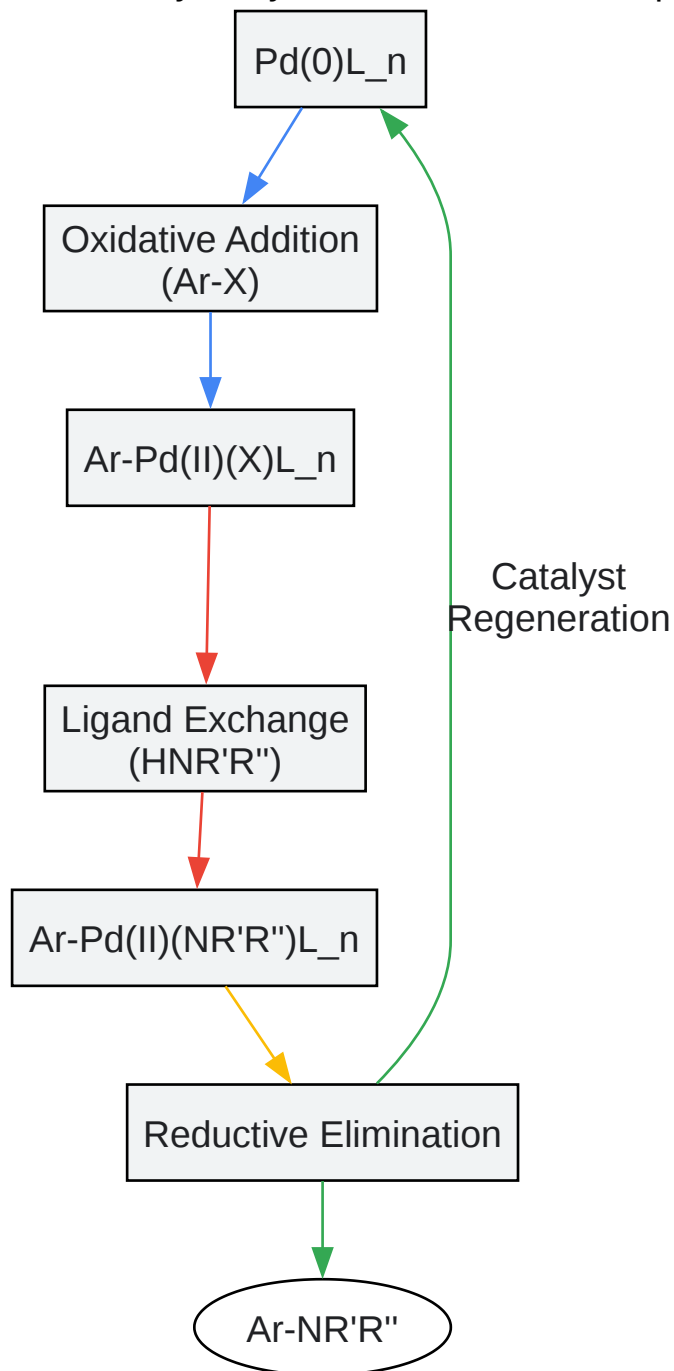 Pd(0)L_n
Oxidative Addition
(Ar-X)
Ar-Pd(II)(X)L_n
Catalyst
Regeneration
Ligand Exchange
(HNR'R'')
Ar-Pd(II)(NR'R'')L_n
Reductive Elimination
Ar-NR'R''